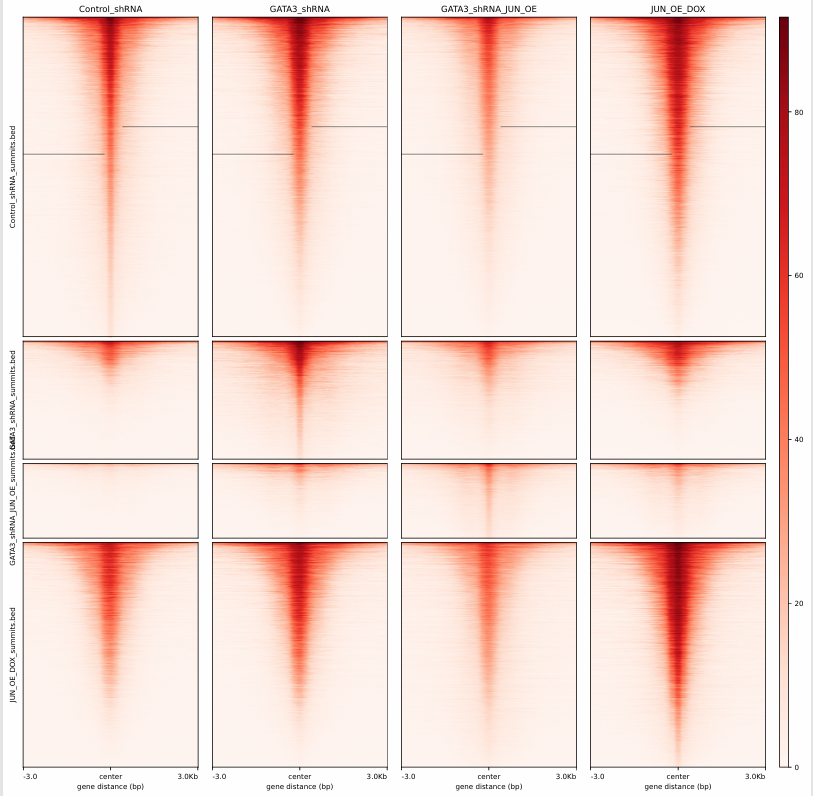 Control_shRNA
GATA3_shRNA
GATA3_shRNA_JUN_OE
JUN_OE_DOX
Control_shRNA_summits.bed
GATA3_shRNA_summits.bed
GATA3_shRNA_JUN_OE_summits.bed
JUN_OE_DOX_summits.bed
80
60
40
20
0
-3.0 center 3.0Kb
-3.0 center 3.0Kb
-3.0 center 3.0Kb
-3.0 center 3.0Kb
gene distance (bp)
gene distance (bp)
gene distance (bp)
gene distance (bp)